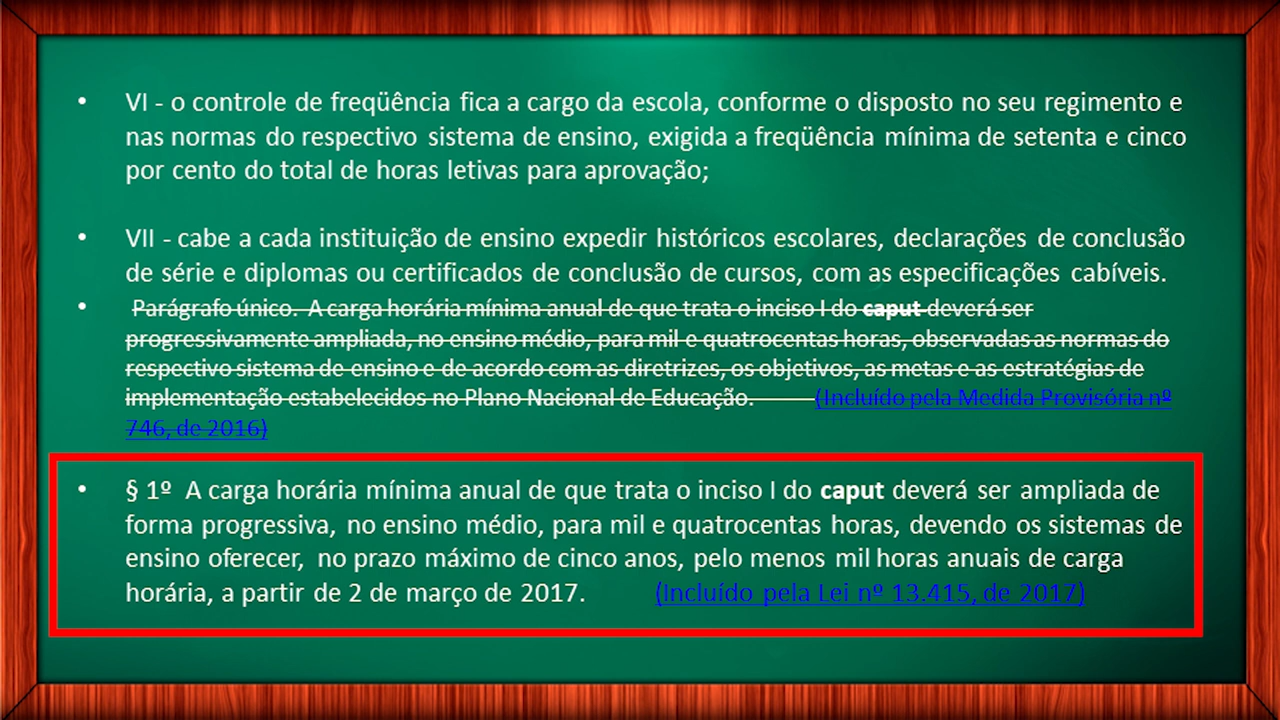 • VI - o controle de freqüência fica a cargo da escola, conforme o disposto no seu regimento e
nas normas do respectivo sistema de ensino, exigida a freqüência mínima de setenta e cinco
por cento do total de horas letivas para aprovação;
• VII - cabe a cada instituição de ensino expedir históricos escolares, declarações de conclusão
de série e diplomas ou certificados de conclusão de cursos, com as especificações cabíveis.
• Parágrafo único. A carga horária mínima anual de que trata o inciso I do caput deverá ser
progressivamente ampliada, no ensino médio, para mil e quatrocentas horas, observadas as normas do
respectivo sistema de ensino e de acordo com as diretrizes, os objetivos, as metas e as estratégias de
implementação estabelecidos no Plano Nacional de Educação. (Incluído pela Medida Provisória nº
746, de 2016)
• § 1º A carga horária mínima anual de que trata o inciso I do caput deverá ser ampliada de
forma progressiva, no ensino médio, para mil e quatrocentas horas, devendo os sistemas de
ensino oferecer, no prazo máximo de cinco anos, pelo menos mil horas anuais de carga
horária, a partir de 2 de março de 2017. (Incluído pela Lei nº 13.415, de 2017)